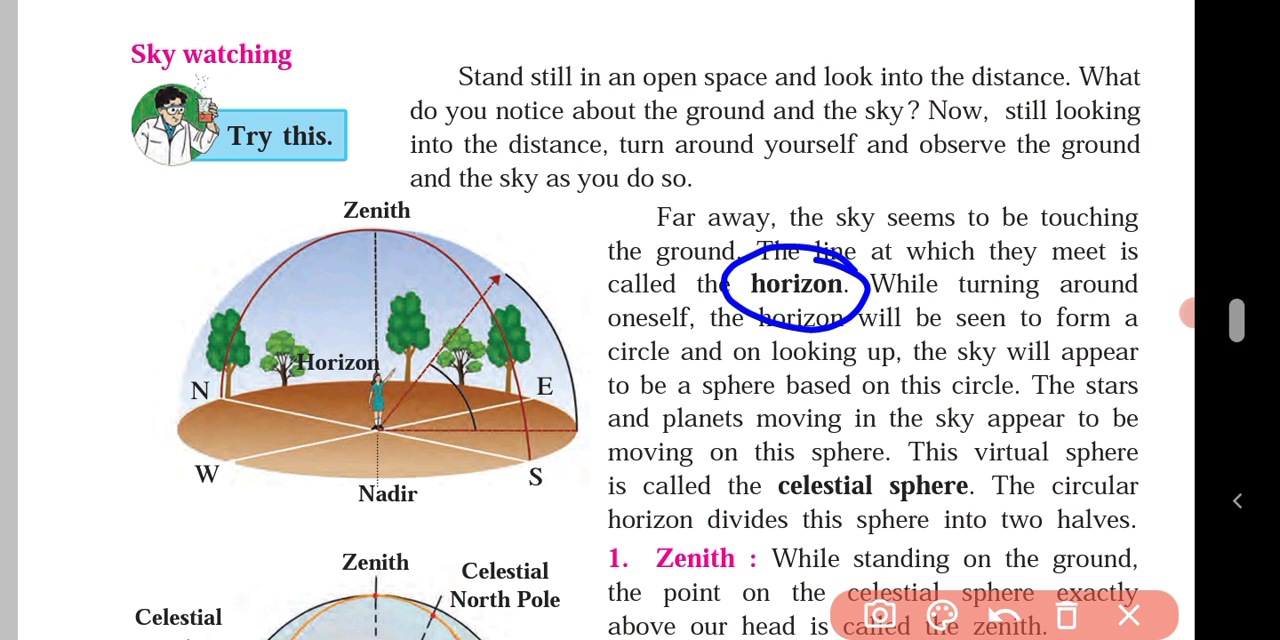 Sky watching
Try this.
Stand still in an open space and look into the distance. What
do you notice about the ground and the sky? Now, still looking
into the distance, turn around yourself and observe the ground
and the sky as you do so.
Zenith
Horizon
N
E
W
S
Nadir
Far away, the sky seems to be touching
the ground. The line at which they meet is
called the horizon. While turning around
oneself, the horizon will be seen to form a
circle and on looking up, the sky will appear
to be a sphere based on this circle. The stars
and planets moving in the sky appear to be
moving on this sphere. This virtual sphere
is called the celestial sphere. The circular
horizon divides this sphere into two halves.
Zenith
Celestial
North Pole
Celestial
1. Zenith : While standing on the ground,
the point on the celestial sphere exactly
above our head is called the zenith.